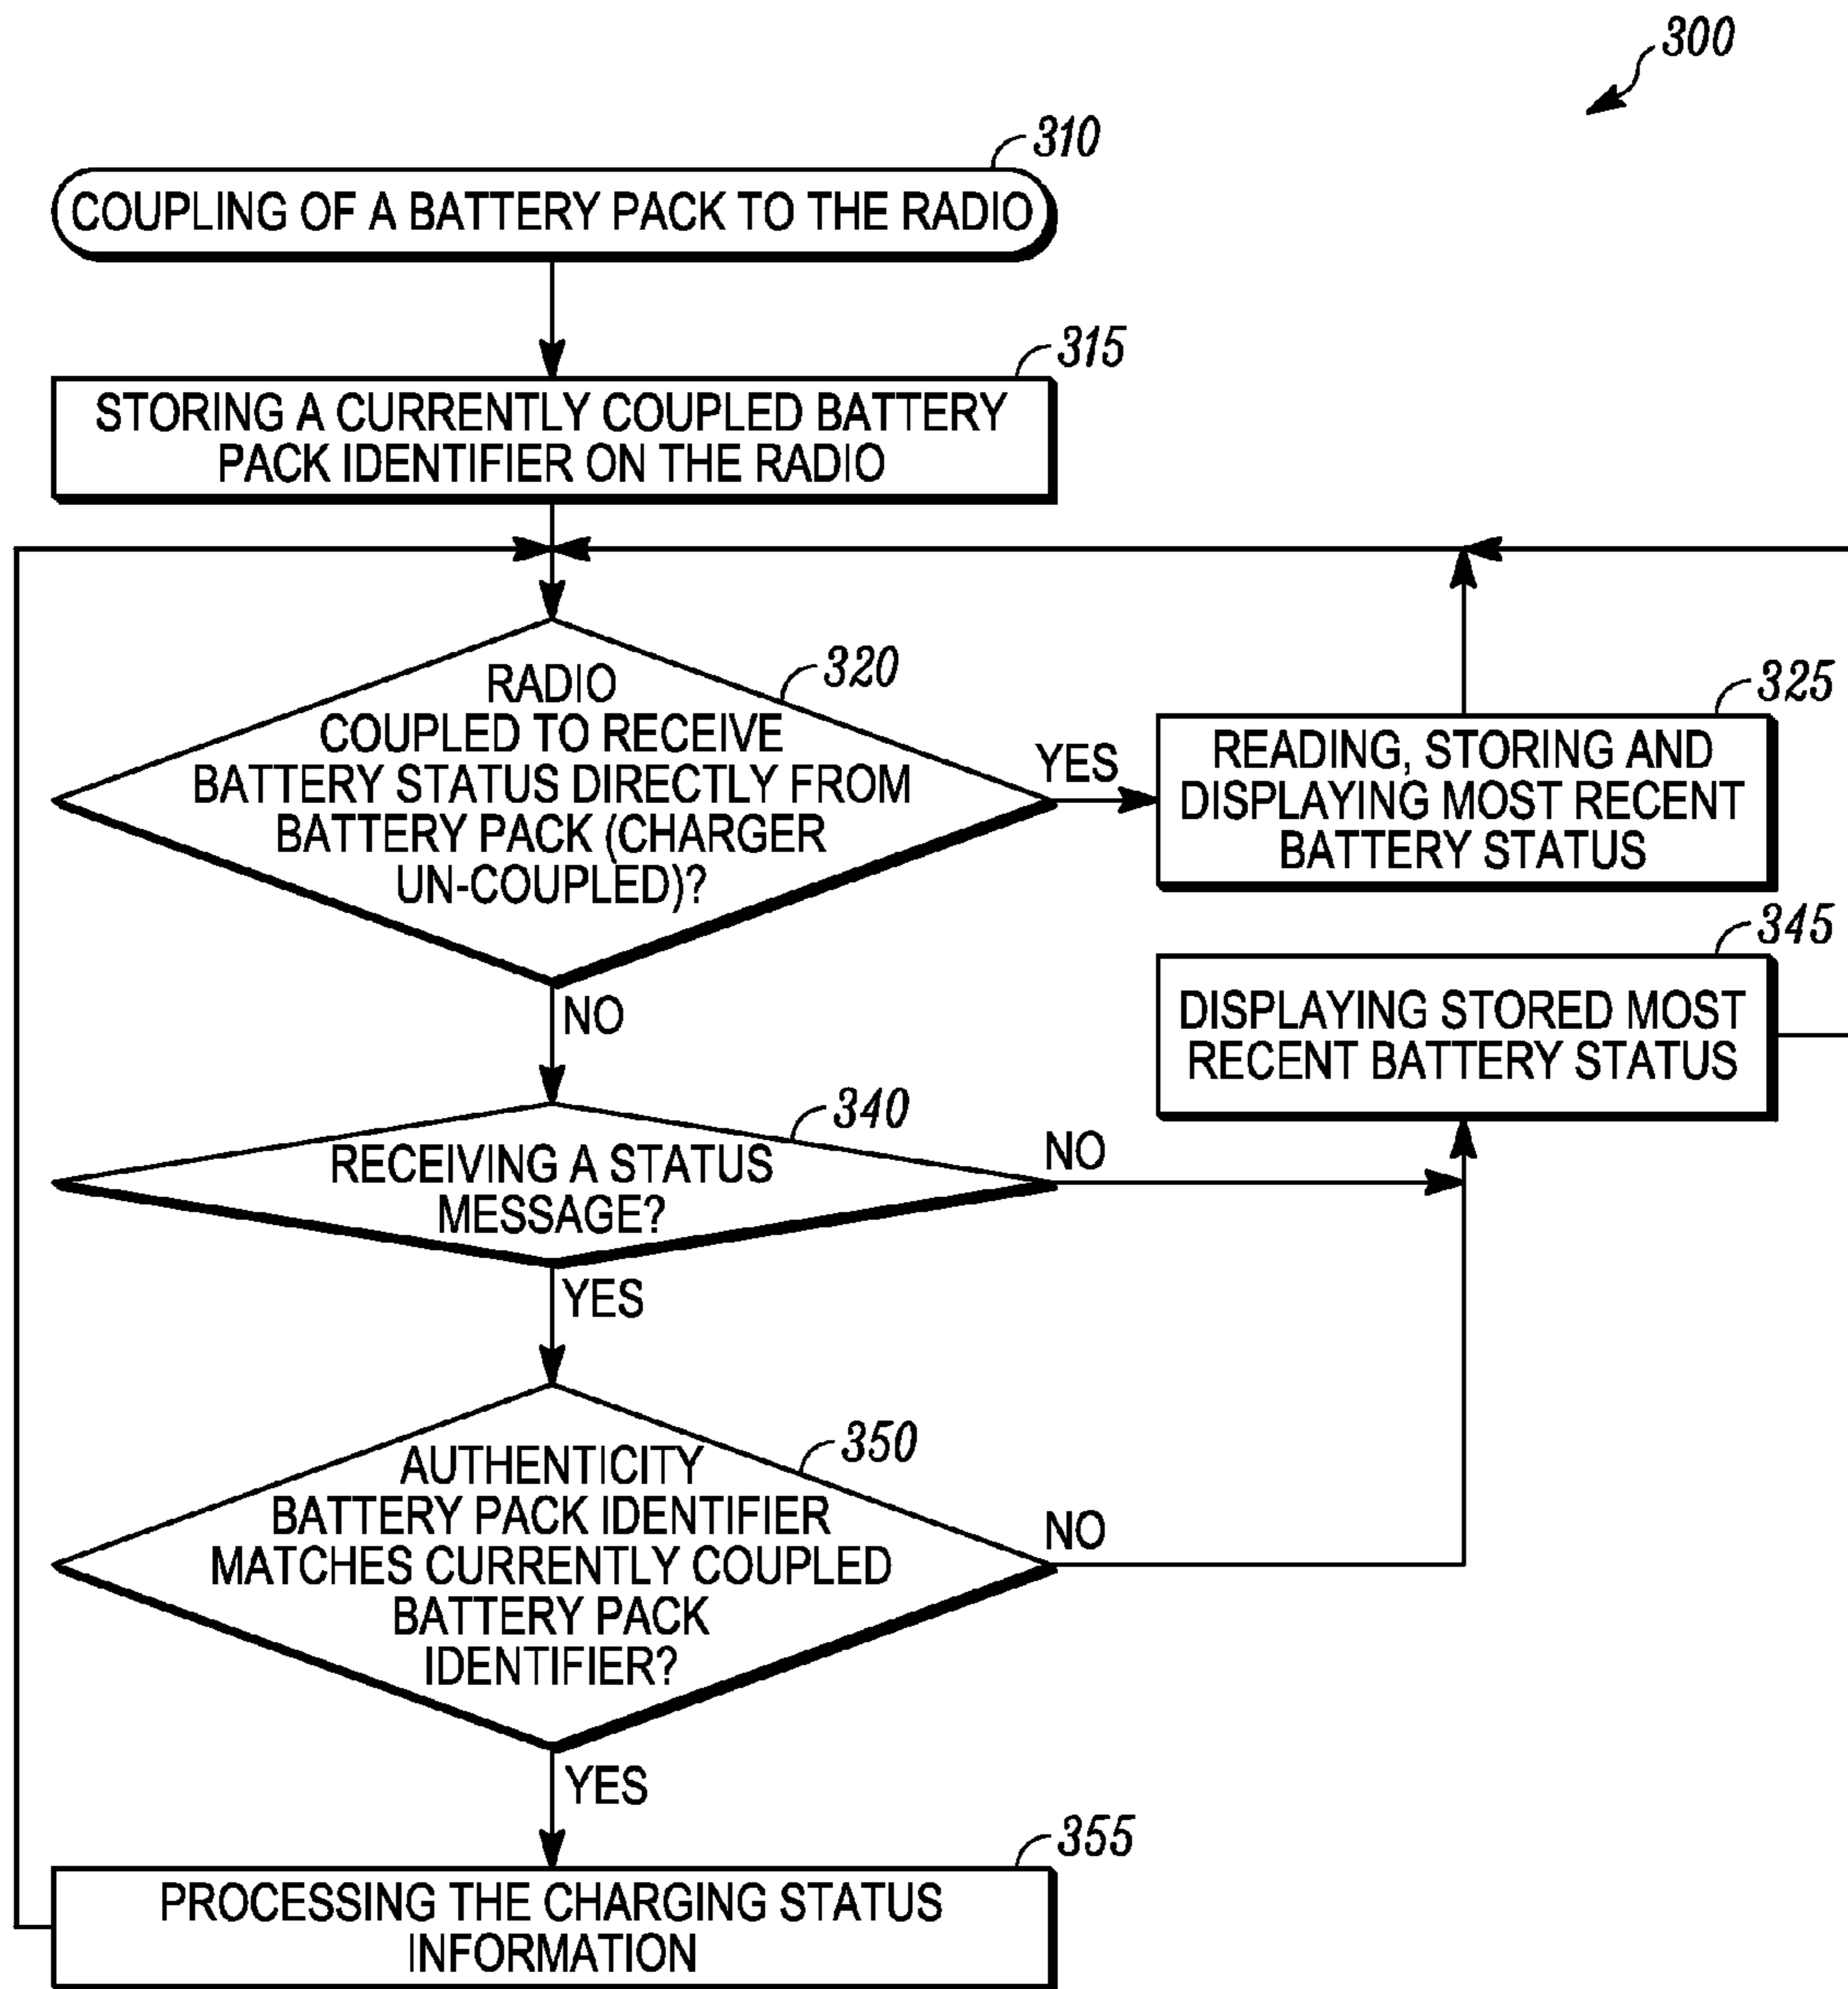 300
310
COUPLING OF A BATTERY PACK TO THE RADIO
315
STORING A CURRENTLY COUPLED BATTERY
PACK IDENTIFIER ON THE RADIO
320
RADIO
COUPLED TO RECEIVE
BATTERY STATUS DIRECTLY FROM
BATTERY PACK (CHARGER
UN-COUPLED)?
YES
325
READING, STORING AND
DISPLAYING MOST RECENT
BATTERY STATUS
NO
345
DISPLAYING STORED MOST
RECENT BATTERY STATUS
340
RECEIVING A STATUS
MESSAGE?
NO
YES
350
AUTHENTICITY
BATTERY PACK IDENTIFIER
MATCHES CURRENTLY COUPLED
BATTERY PACK
IDENTIFIER?
NO
YES
355
PROCESSING THE CHARGING STATUS
INFORMATION